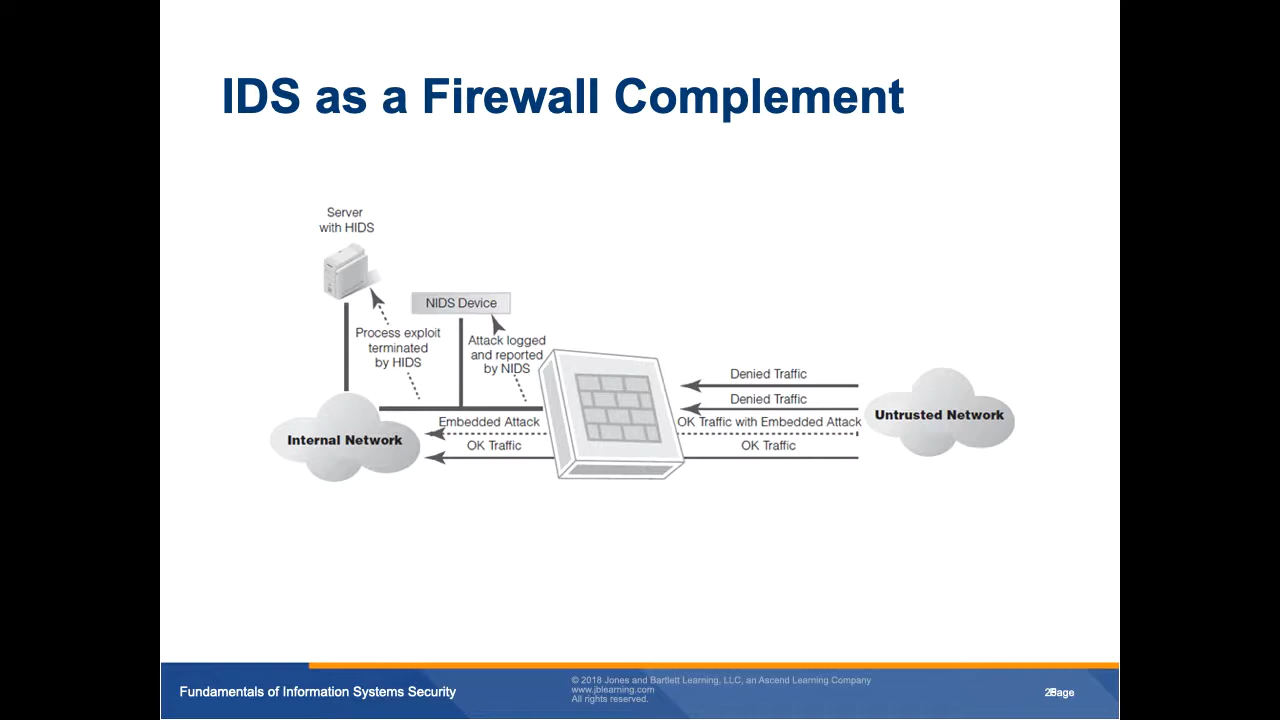 IDS as a Firewall Complement
Server
with HIDS
NIDS Device
Process exploit
terminated
by HIDS
Attack logged
and reported
by NIDS
Denied Traffic
Denied Traffic
Embedded Attack
OK Traffic with Embedded Attack
OK Traffic
OK Traffic
Internal Network
Untrusted Network
Fundamentals of Information Systems Security
© 2018 Jones and Bartlett Learning, LLC, an Ascend Learning Company
www.jblearning.com
All rights reserved.